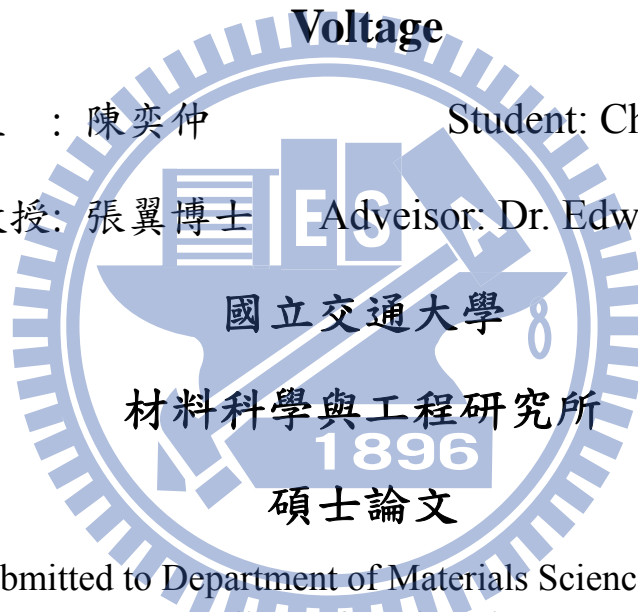 Voltage
: 陳奕仲 Student: Ch
授: 張翼博士 Adveisor: Dr. Edw
ES A
國立交通大學
8
材料科學與工程研究所
1896
碩士論文
bmitted to Department of Materials Scienc